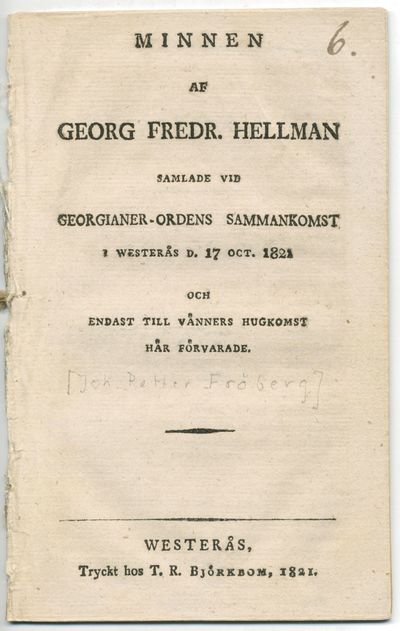 6.
MINNEN
AF
GEORG FREDR. HELLMAN
SAMLADE VID
GEORGIANER-ORDENS SAMMANKOMST
I WESTERÅS D. 17 OCT. 1821
OCH
ENDAST TILL VÅNNERS HUGKOMST
HÅR FÖRVARADE.
[Joh. Petter Fröberg]
WESTERÅS,
Tryckt hos T. R. BJÖRKBOM, 1821.